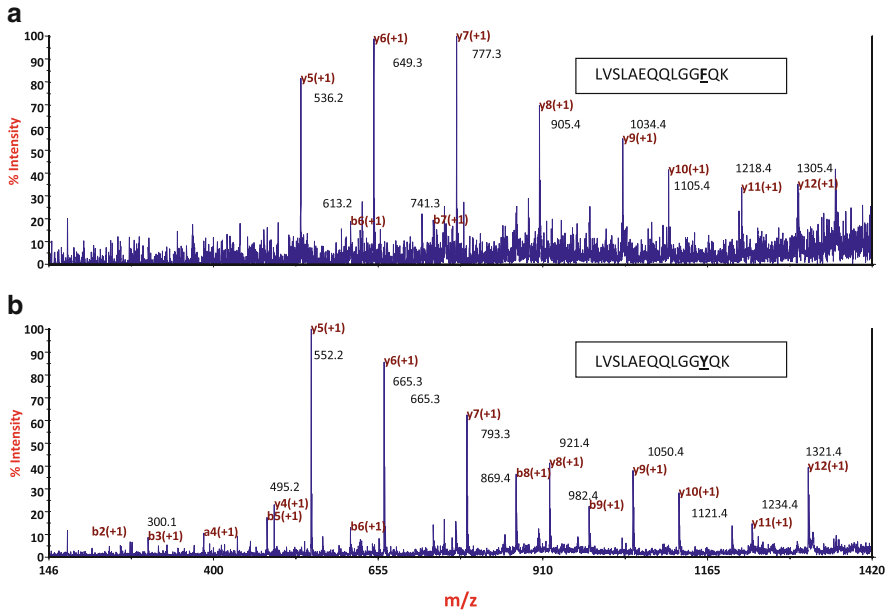 a
100
90
80
70
60
50
40
30
20
10
0
% Intensity
y5(+1)
536.2
y6(+1)
649.3
y7(+1)
777.3
LVSLAEQQLGGFQK
y8(+1)
905.4
1034.4
y9(+1)
y10(+1)
1105.4
1218.4
y11(+1)
1305.4
y12(+1)
613.2
b6(+1)
741.3
b7(+1)
b
100
90
80
70
60
50
40
30
20
10
0
% Intensity
y5(+1)
552.2
y6(+1)
665.3
665.3
LVSLAEQQLGGYQK
y7(+1)
793.3
869.4
b8(+1)
921.4
y8(+1)
982.4
b9(+1)
1050.4
y9(+1)
y10(+1)
1121.4
1234.4
y11(+1)
1321.4
y12(+1)
b2(+1)
300.1
b3(+1)
a4(+1)
495.2
y4(+1)
b5(+1)
b6(+1)
146
400
655
910
1165
1420
m/z